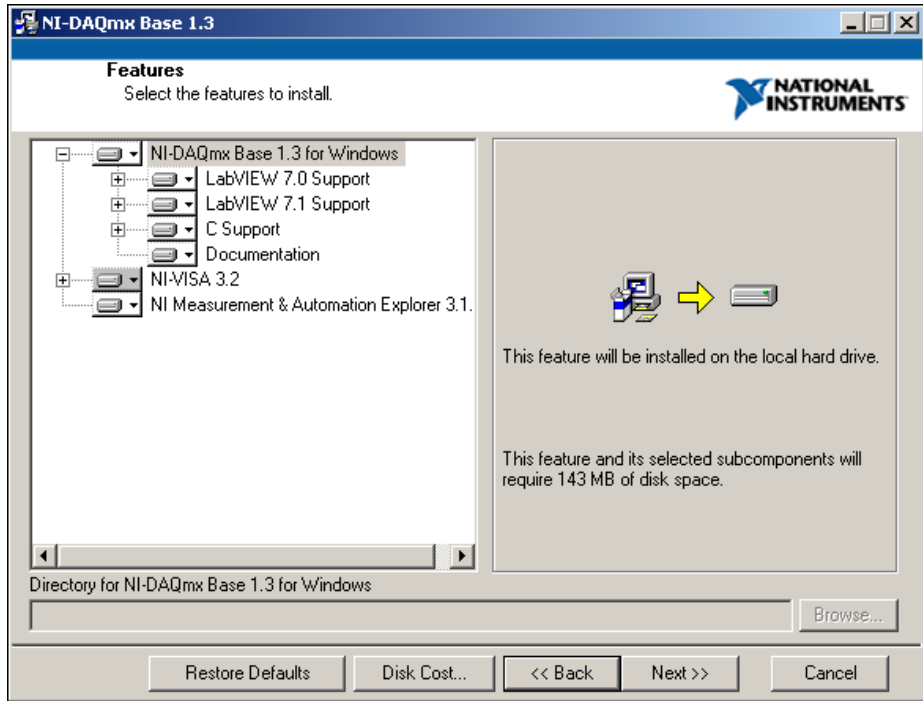 NI-DAQmx Base 1.3
Features
Select the features to install.
NATIONAL
INSTRUMENTS
NI-DAQmx Base 1.3 for Windows
LabVIEW 7.0 Support
LabVIEW 7.1 Support
C Support
Documentation
NI-VISA 3.2
NI Measurement & Automation Explorer 3.1.
This feature will be installed on the local hard drive.
This feature and its selected subcomponents will
require 143 MB of disk space.
Directory for NI-DAQmx Base 1.3 for Windows
Browse...
Restore Defaults
Disk Cost...
<< Back
Next >>
Cancel